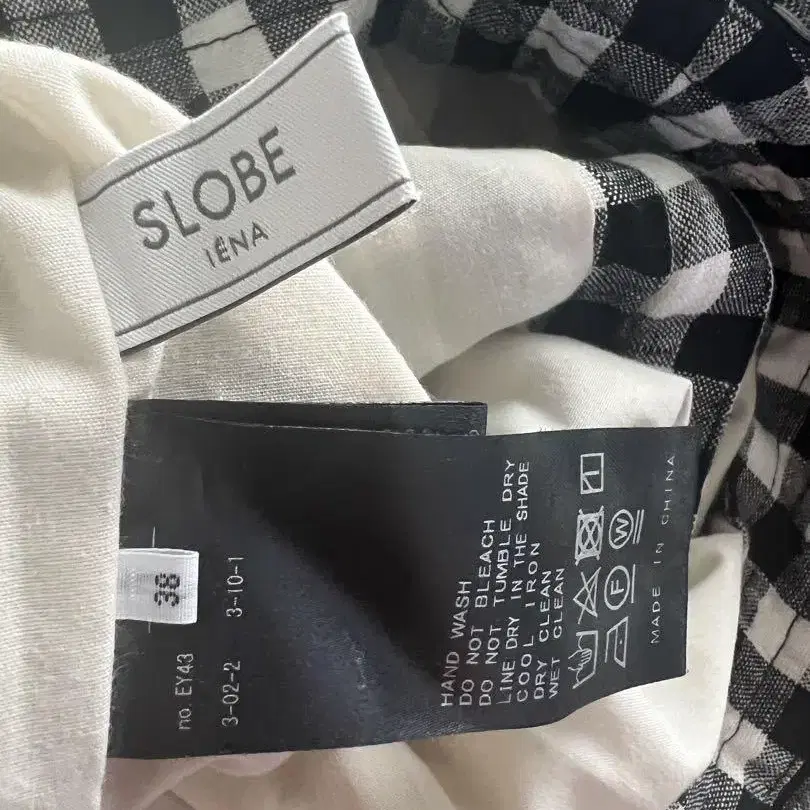 SLOBE
IÉNA
38
no. EY43
3-02-2   3-10-1
HAND WASH
DO NOT BLEACH
DO NOT TUMBLE DRY
LINE DRY IN THE SHADE
COOL IRON
DRY CLEAN
WET CLEAN
F W
MADE IN CHINA